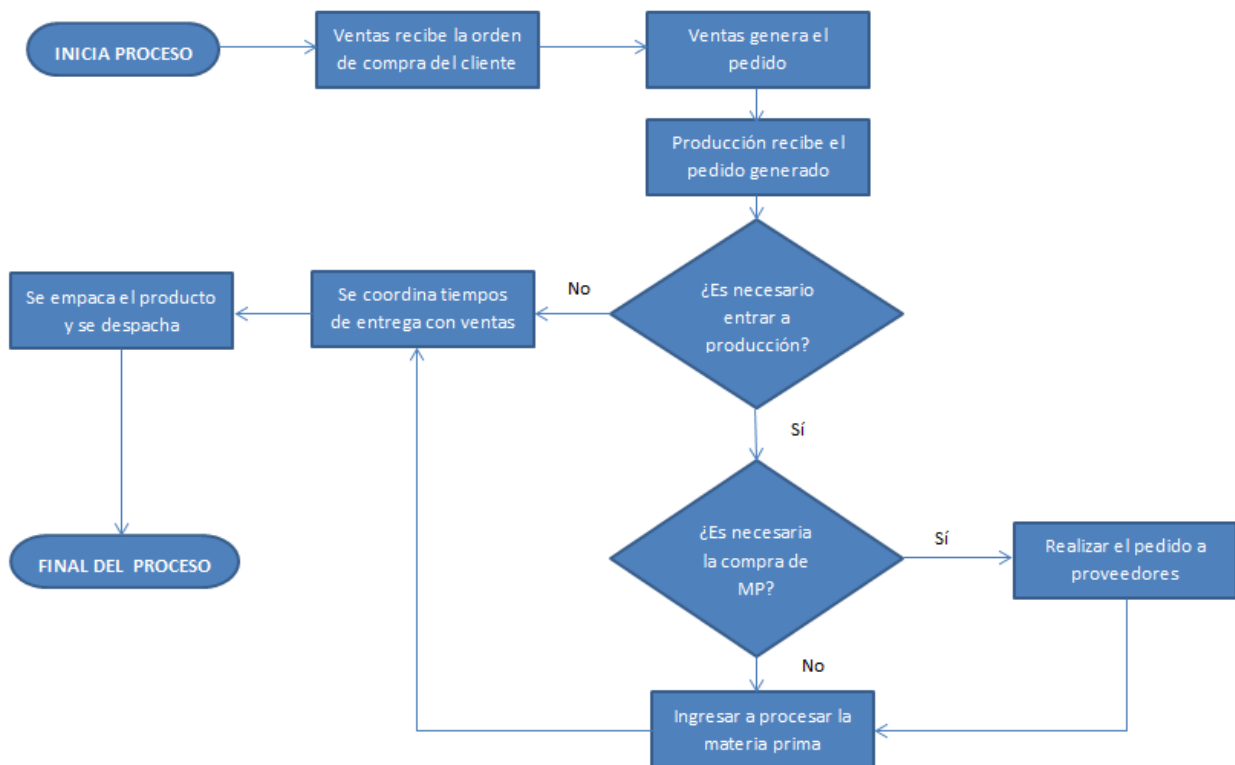 INICIA PROCESO
Ventas recibe la orden
de compra del cliente
Ventas genera el
pedido
Producción recibe el
pedido generado
¿Es necesario
entrar a
producción?
No
Se coordina tiempos
de entrega con ventas
Se empaca el producto
y se despacha
FINAL DEL PROCESO
Sí
¿Es necesaria
la compra de
MP?
Sí
Realizar el pedido a
proveedores
No
Ingresar a procesar la
materia prima